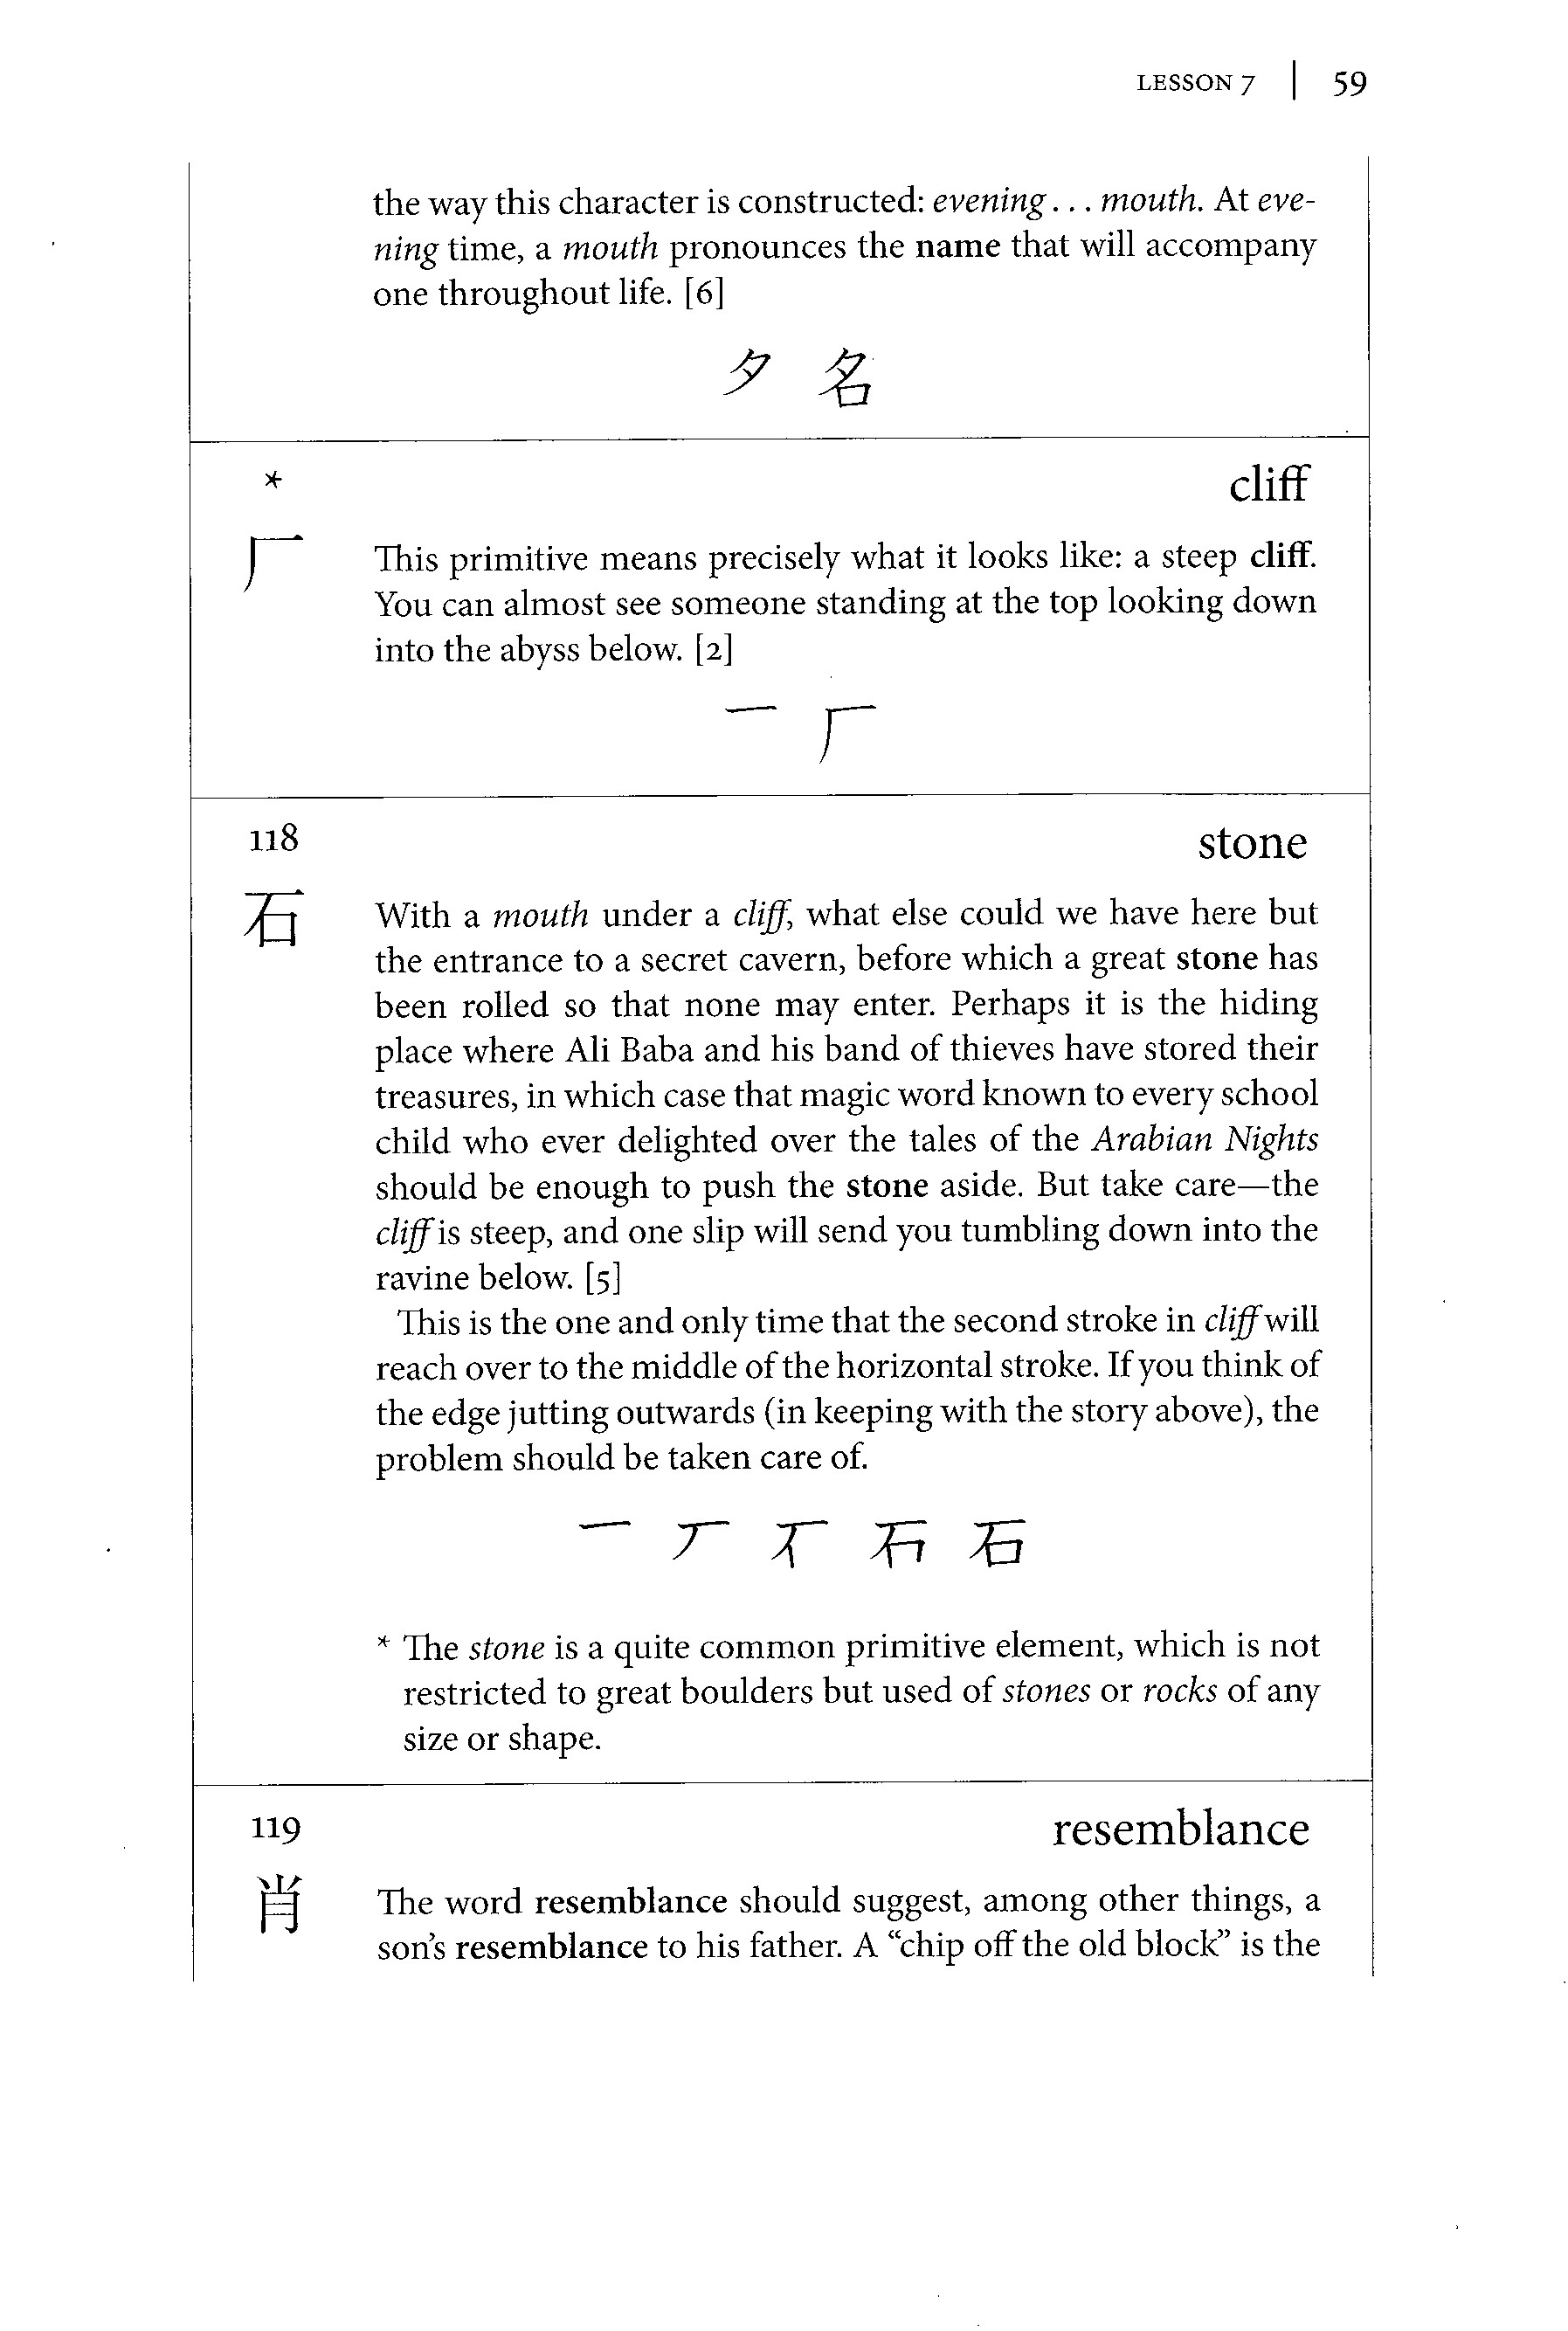 LESSON 7 | 59
the way this character is constructed: evening . . . mouth. At eve-
ning time, a mouth pronounces the name that will accompany
one throughout life. [6]
夕 名
* cliff
厂 This primitive means precisely what it looks like: a steep cliff.
You can almost see someone standing at the top looking down
into the abyss below. [2]
一 厂
118 stone
石 With a mouth under a cliff, what else could we have here but
the entrance to a secret cavern, before which a great stone has
been rolled so that none may enter. Perhaps it is the hiding
place where Ali Baba and his band of thieves have stored their
treasures, in which case that magic word known to every school
child who ever delighted over the tales of the Arabian Nights
should be enough to push the stone aside. But take care—the
cliff is steep, and one slip will send you tumbling down into the
ravine below. [5]
This is the one and only time that the second stroke in cliff will
reach over to the middle of the horizontal stroke. If you think of
the edge jutting outwards (in keeping with the story above), the
problem should be taken care of.
一 石
* The stone is a quite common primitive element, which is not
restricted to great boulders but used of stones or rocks of any
size or shape.
119 resemblance
肖 The word resemblance should suggest, among other things, a
son's resemblance to his father. A “chip off the old block” is the